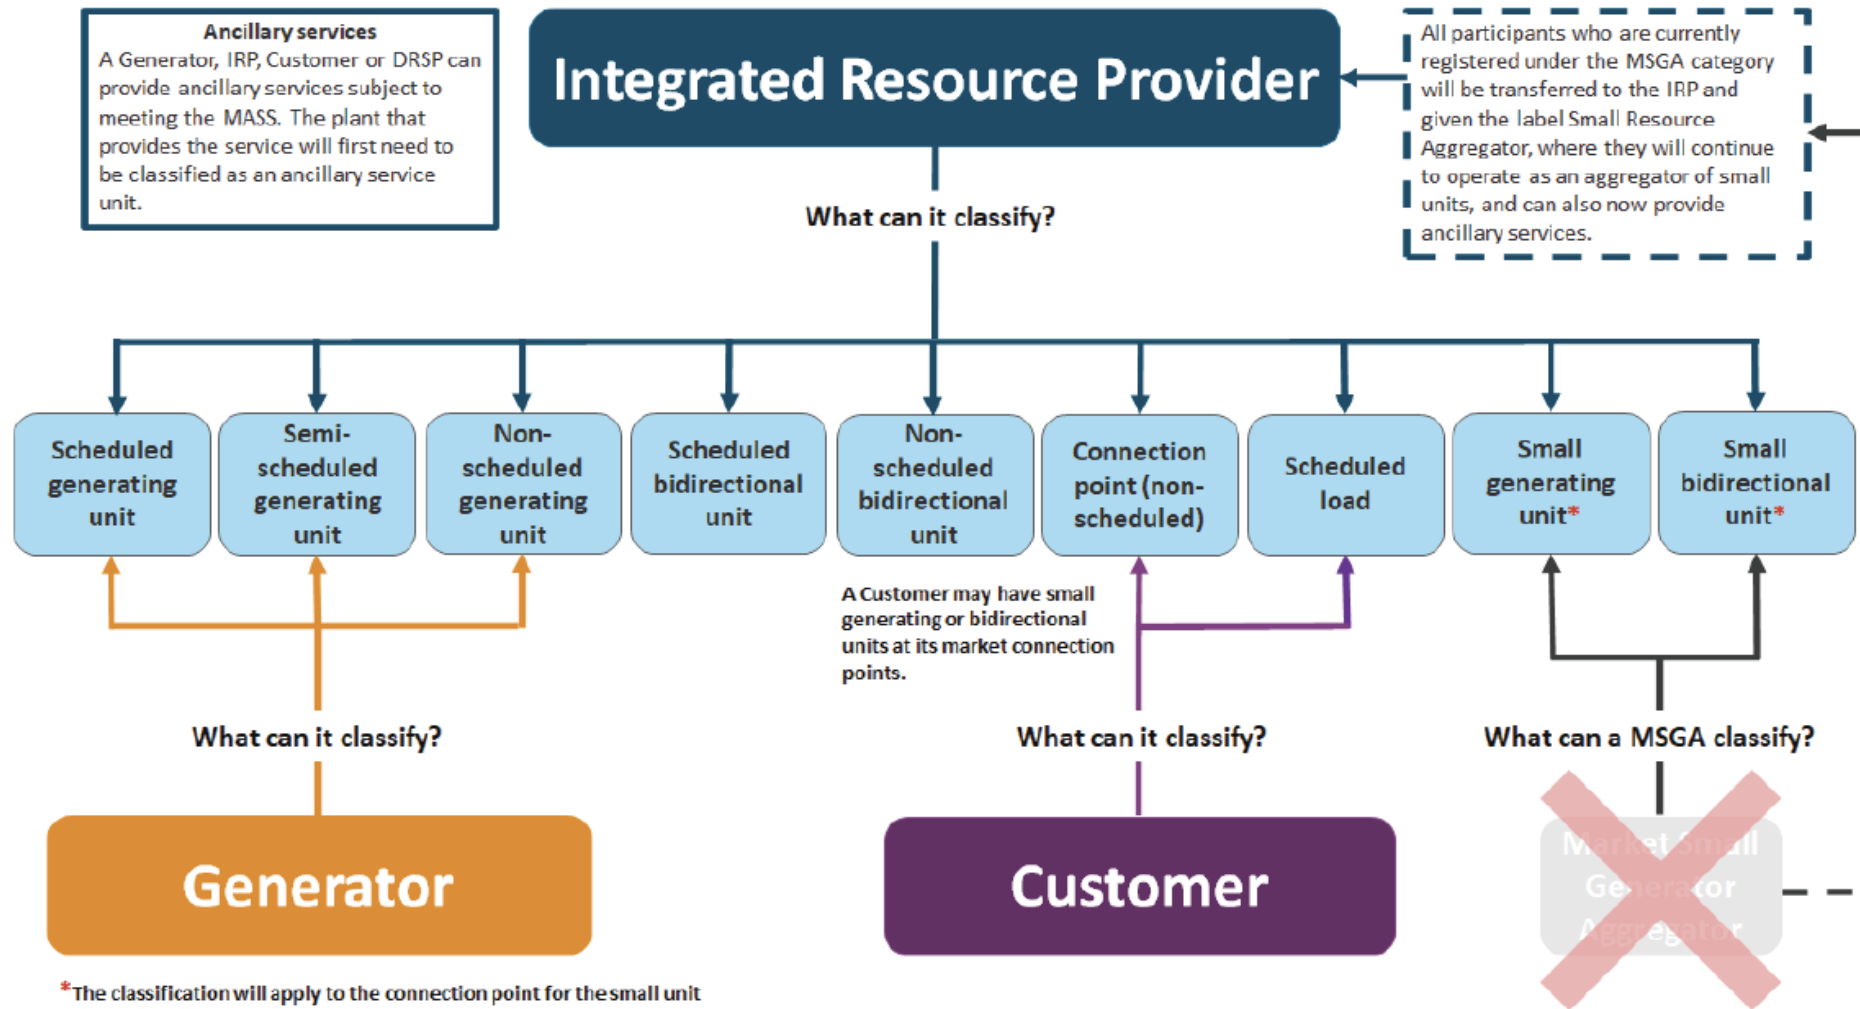 Ancillary services
A Generator, IRP, Customer or DRSP can
provide ancillary services subject to
meeting the MASS. The plant that
provides the service will first need to
be classified as an ancillary service
unit.
Integrated Resource Provider
All participants who are currently
registered under the MSGA category
will be transferred to the IRP and
given the label Small Resource
Aggregator, where they will continue
to operate as an aggregator of small
units, and can also now provide
ancillary services.
What can it classify?
Scheduled
generating
unit
Semi-
scheduled
generating
unit
Non-
scheduled
generating
unit
Scheduled
bidirectional
unit
Non-
scheduled
bidirectional
unit
Connection
point (non-
scheduled)
Scheduled
load
Small
generating
unit*
Small
bidirectional
unit*
A Customer may have small
generating or bidirectional
units at its market connection
points.
What can it classify?
What can it classify?
What can a MSGA classify?
Generator
Customer
Market Small
Generator
Aggregator
*The classification will apply to the connection point for the small unit